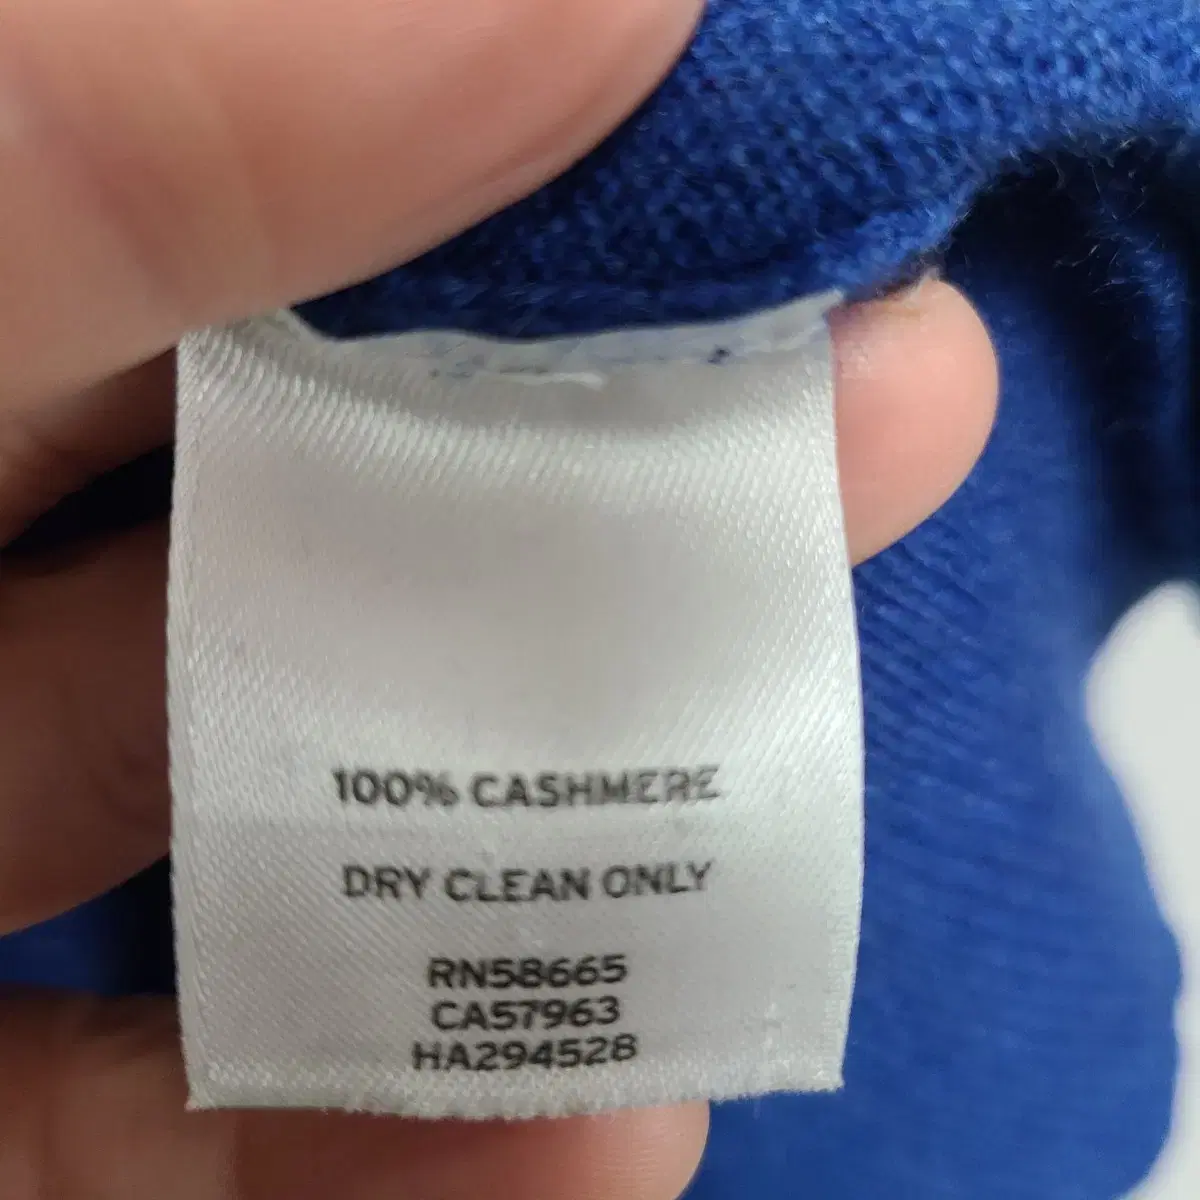 100% CASHMERE
DRY CLEAN ONLY
RN58665
CA57963
HA294528